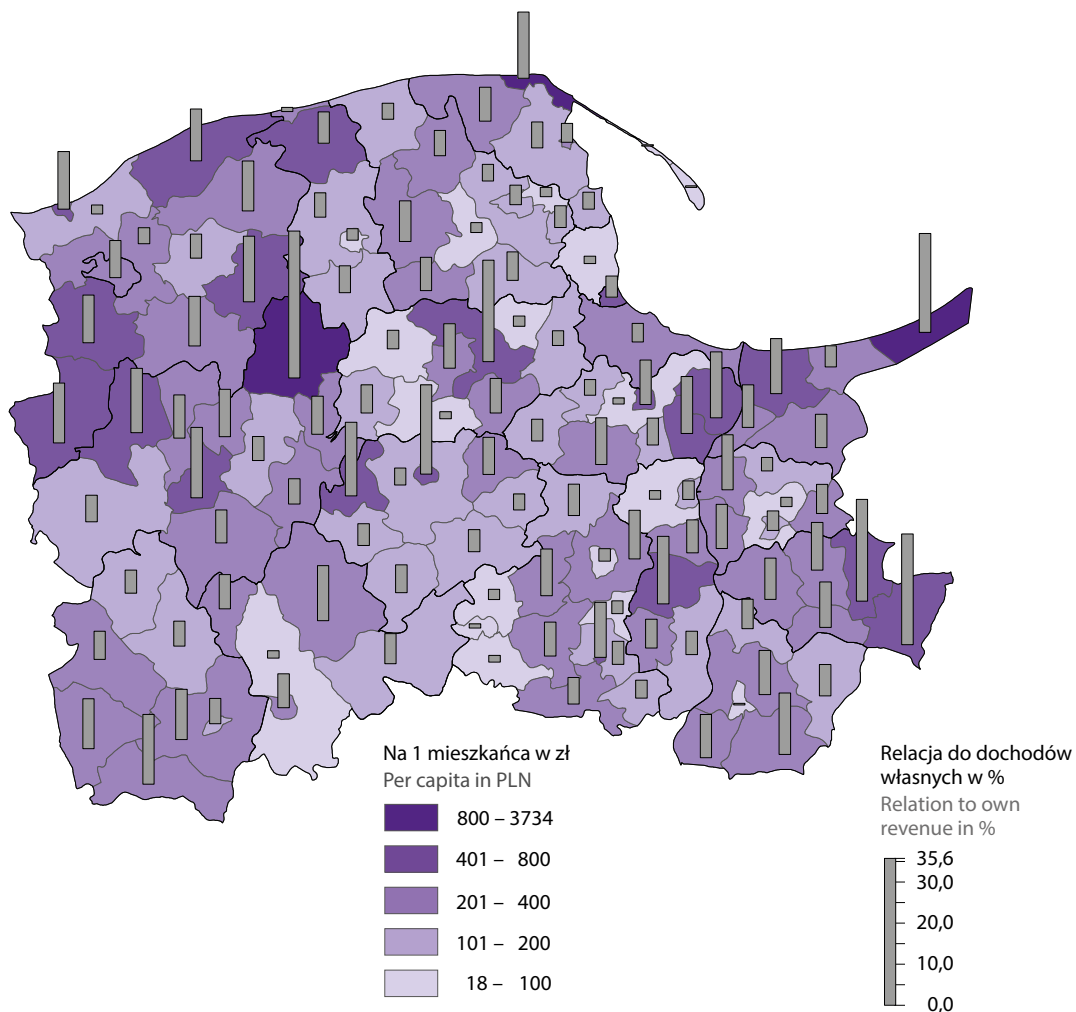 Na 1 mieszkańca w zł
Per capita in PLN
800 – 3734
401 – 800
201 – 400
101 – 200
18 – 100
Relacja do dochodów
własnych w %
Relation to own
revenue in %
35,6
30,0
20,0
10,0
0,0